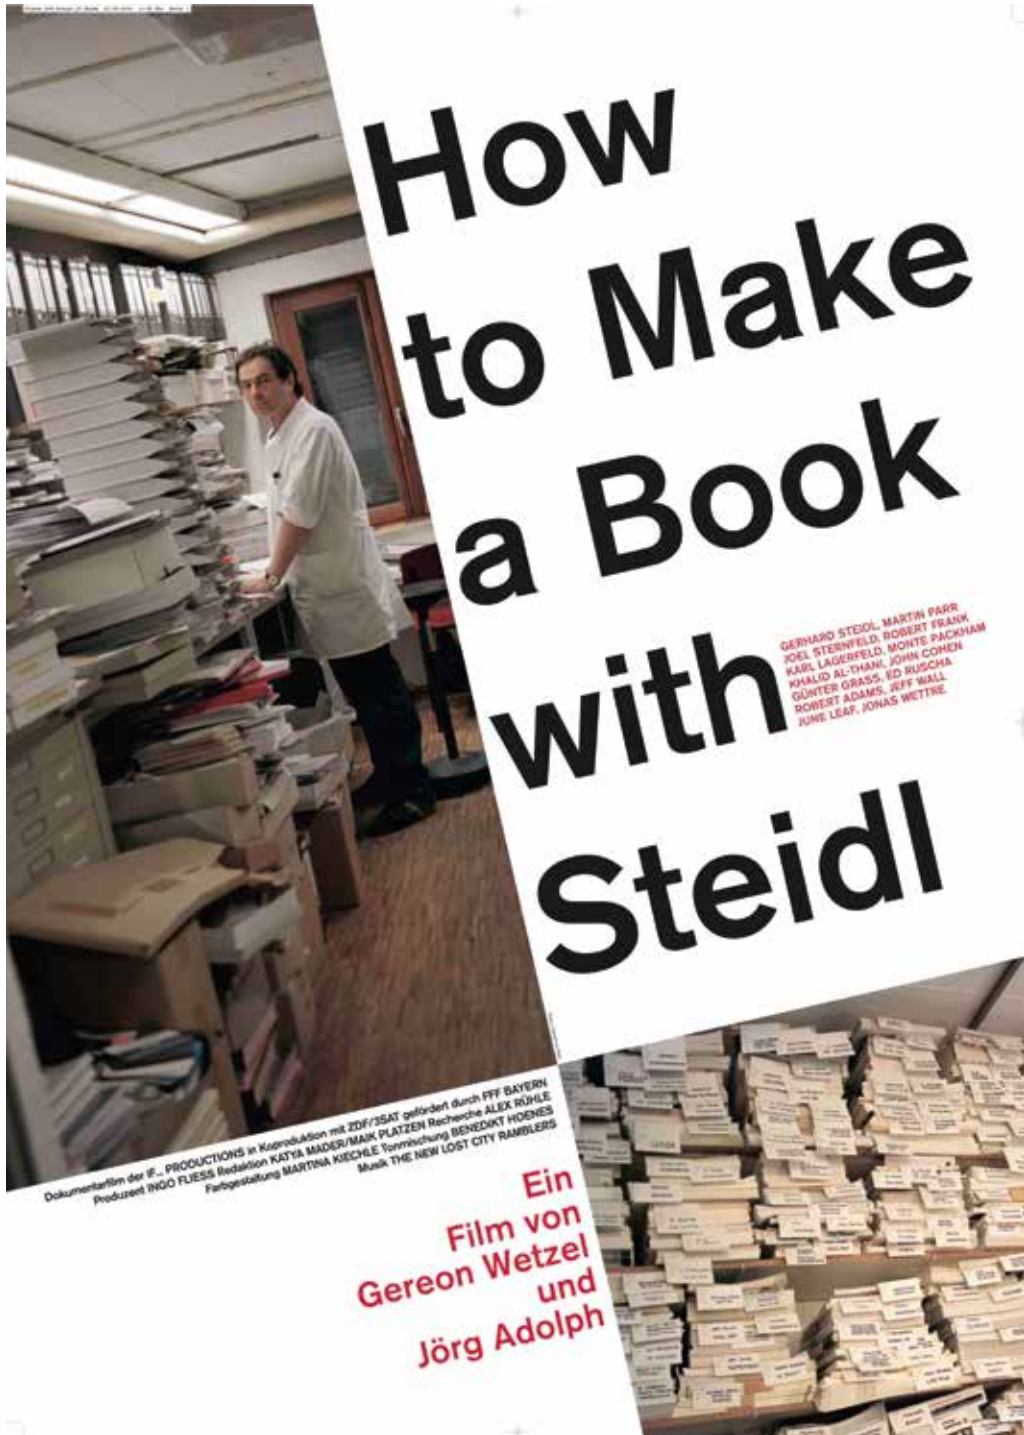 How
to Make
a Book
with
Steidl
GERHARD STEIDL, MARTIN PARR
JOEL STERNFELD, ROBERT FRANK
KARL LAGERFELD, MONTE PACKHAM
KHALID AL-THANI, JOHN COHEN
GÜNTER GRASS, ED RUSCHA
ROBERT ADAMS, JEFF WALL
JUNE LEAF, JONAS WETTRE
Dokumentarfilm der IF... PRODUCTIONS in Koproduktion mit ZDF/3SAT gefördert durch FFF BAYERN
Produzent INGO FLIESS Redaktion KATYA MADER/MAIK PLATZEN Recherche ALEX RÜHLE
Farbgestaltung MARTINA KIECHLE Tonmischung BENEDIKT HOENES
Musik THE NEW LOST CITY RAMBLERS
Ein
Film von
Gereon Wetzel
und
Jörg Adolph